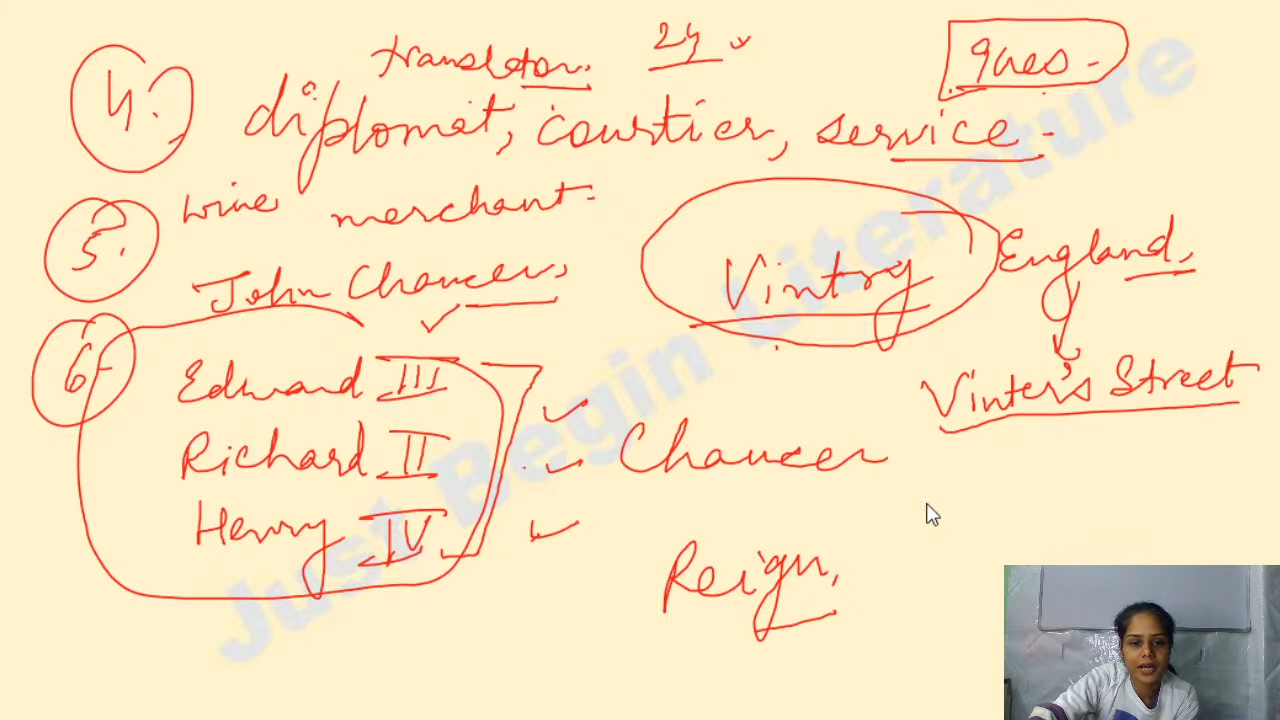 translator. 24
ques.
4. diplomat, courtier, service.
5. wine merchant.
Vintry
England,
John Chaucer,
Vinter's Street
6. Edward III
Richard II
Chaucer
Henry IV
Reign,
Just Begin Literature